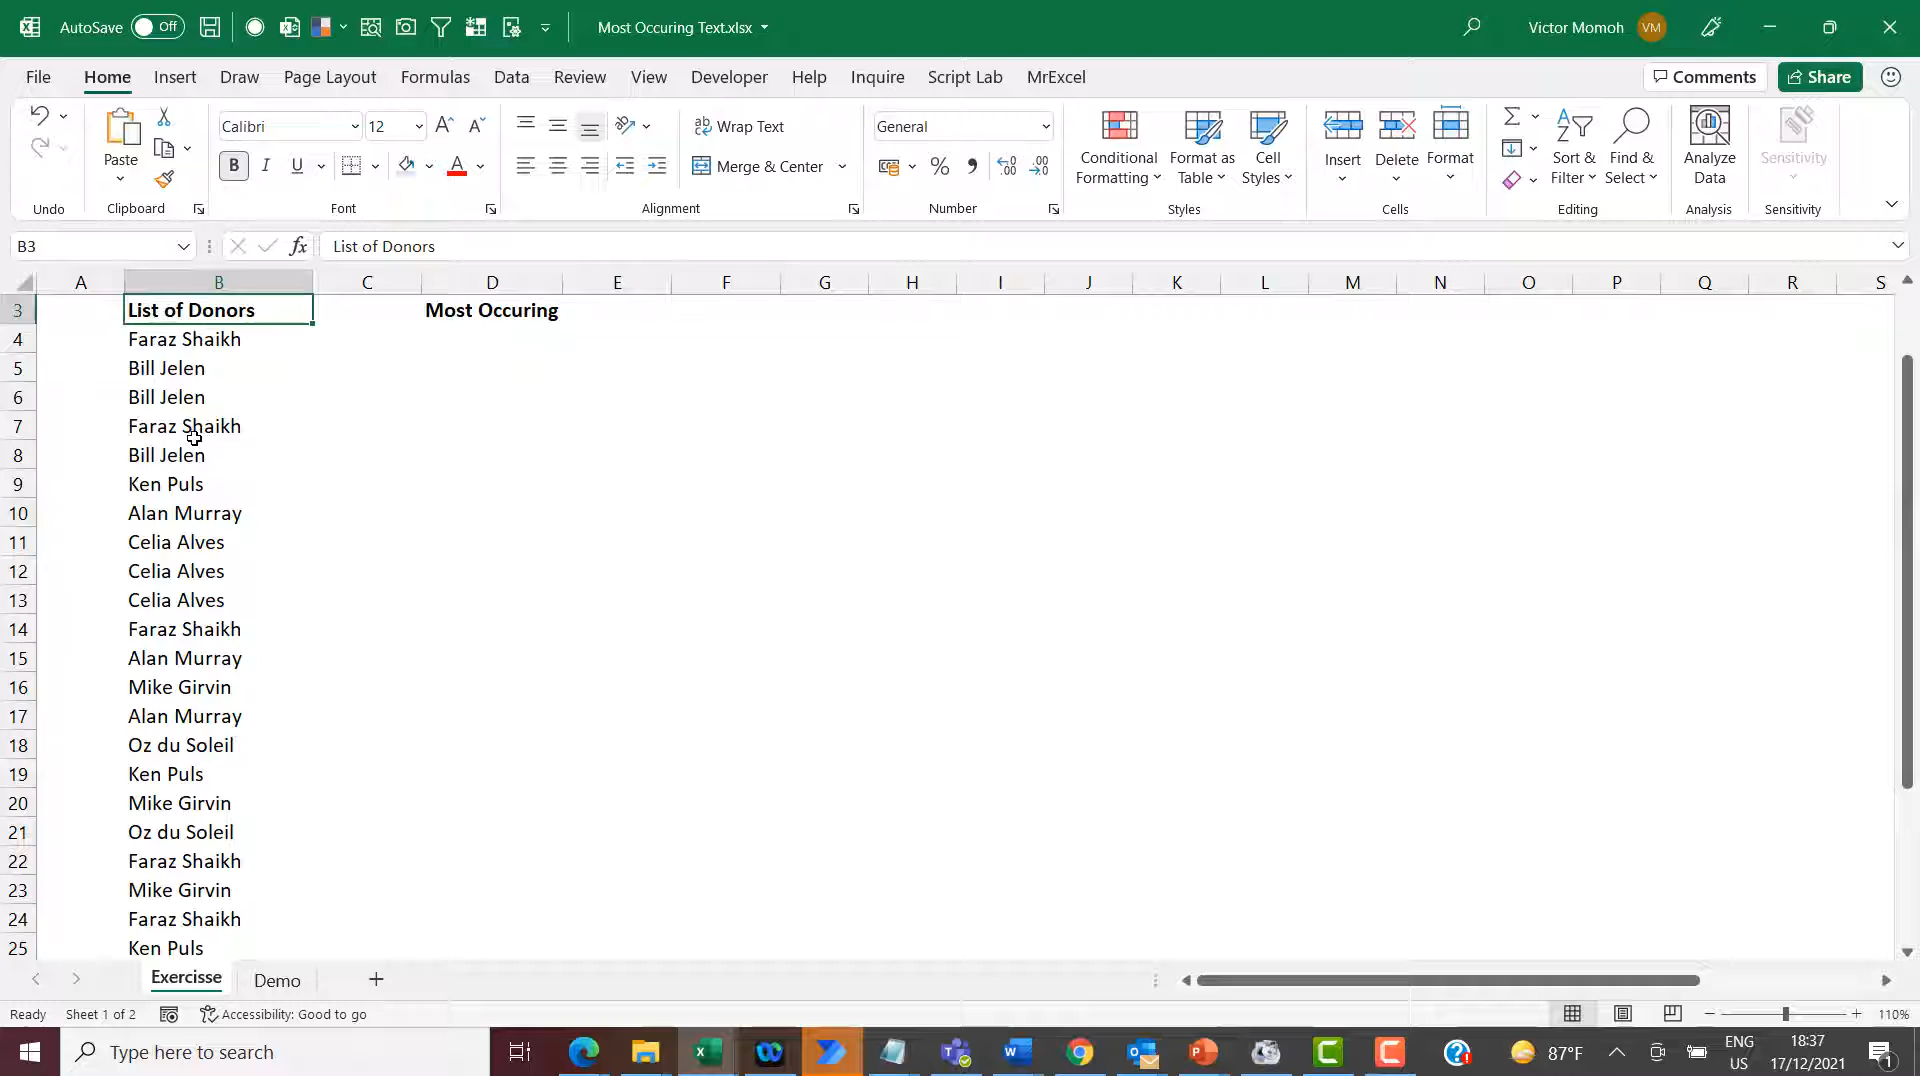 AutoSave Off Most Occuring Text.xlsx Victor Momoh VM
File Home Insert Draw Page Layout Formulas Data Review View Developer Help Inquire Script Lab MrExcel Comments Share
Calibri 12 Wrap Text General
Paste B I U Merge & Center % Conditional Formatting Format as Table Cell Styles Insert Delete Format Sort & Filter Find & Select Analyze Data Sensitivity
Undo Clipboard Font Alignment Number Styles Cells Editing Analysis Sensitivity
B3 fx List of Donors
A B C D E F G H I J K L M N O P Q R S
3 List of Donors Most Occuring
4 Faraz Shaikh
5 Bill Jelen
6 Bill Jelen
7 Faraz Shaikh
8 Bill Jelen
9 Ken Puls
10 Alan Murray
11 Celia Alves
12 Celia Alves
13 Celia Alves
14 Faraz Shaikh
15 Alan Murray
16 Mike Girvin
17 Alan Murray
18 Oz du Soleil
19 Ken Puls
20 Mike Girvin
21 Oz du Soleil
22 Faraz Shaikh
23 Mike Girvin
24 Faraz Shaikh
25 Ken Puls
Exercisse Demo
Ready Sheet 1 of 2 Accessibility: Good to go 110%
Type here to search 87°F ENG US 18:37 17/12/2021 1